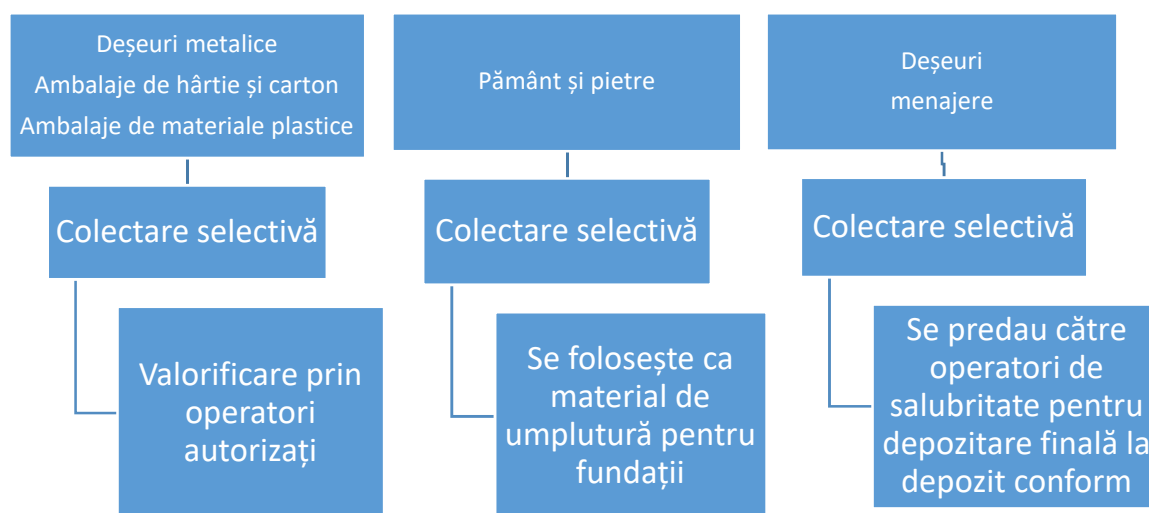 Deșeuri metalice
Ambalaje de hârtie și carton
Ambalaje de materiale plastice
Colectare selectivă
Valorificare prin
operatori
autorizați
Pământ și pietre
Colectare selectivă
Se folosește ca
material de
umplutură pentru
fundații
Deșeuri
menajere
Colectare selectivă
Se predau către
operatori de
salubritate pentru
depozitare finală la
depozit conform